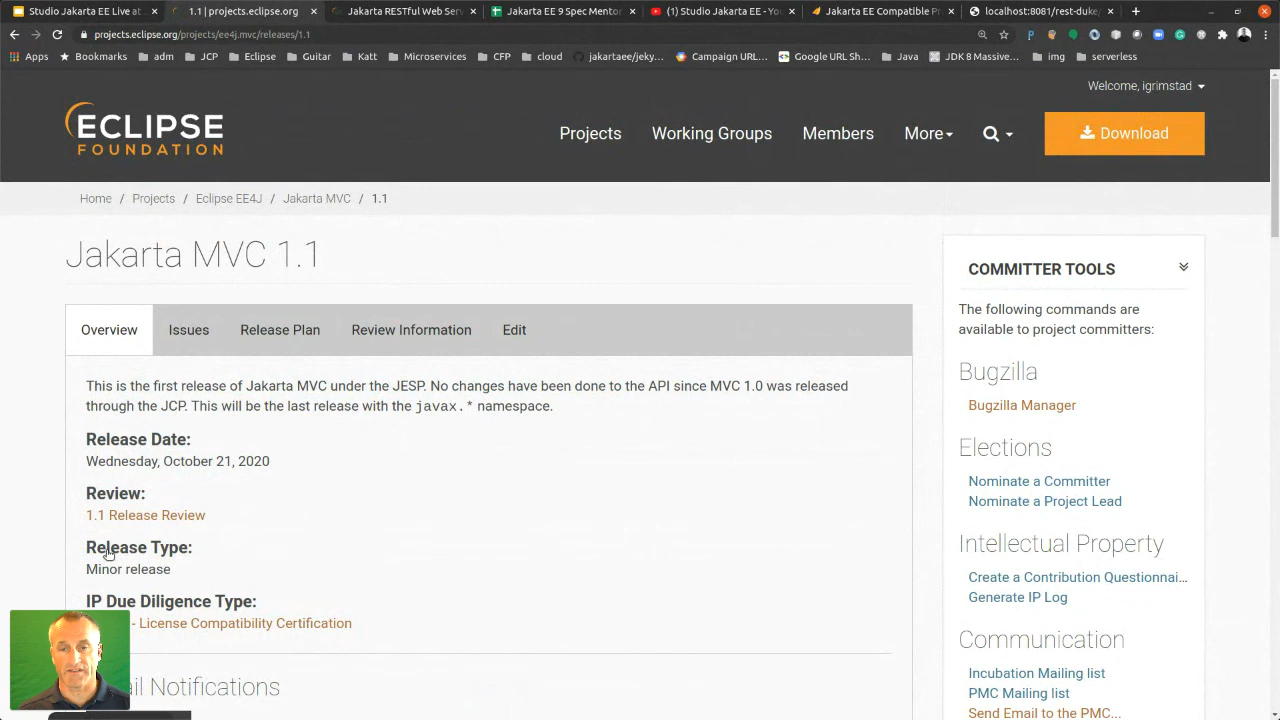 Studio Jakarta EE Live at
1.1 | projects.eclipse.org
Jakarta RESTful Web Serv
Jakarta EE 9 Spec Mentor
(1) Studio Jakarta EE - You
Jakarta EE Compatible Pr
localhost:8081/rest-duke/
projects.eclipse.org/projects/ee4j.mvc/releases/1.1
Apps
Bookmarks
adm
JCP
Eclipse
Guitar
Katt
Microservices
CFP
cloud
jakartaee/jeky...
Campaign URL...
Google URL Sh...
Java
JDK 8 Massive...
img
serverless
Welcome, igrimstad
ECLIPSE
FOUNDATION
Projects
Working Groups
Members
More
Download
Home / Projects / Eclipse EE4J / Jakarta MVC / 1.1
Jakarta MVC 1.1
Overview
Issues
Release Plan
Review Information
Edit
This is the first release of Jakarta MVC under the JESP. No changes have been done to the API since MVC 1.0 was released
through the JCP. This will be the last release with the javax.* namespace.
Release Date:
Wednesday, October 21, 2020
Review:
1.1 Release Review
Release Type:
Minor release
IP Due Diligence Type:
- License Compatibility Certification
Notifications
COMMITTER TOOLS
The following commands are
available to project committers:
Bugzilla
Bugzilla Manager
Elections
Nominate a Committer
Nominate a Project Lead
Intellectual Property
Create a Contribution Questionnai...
Generate IP Log
Communication
Incubation Mailing list
PMC Mailing list
Send Email to the PMC...